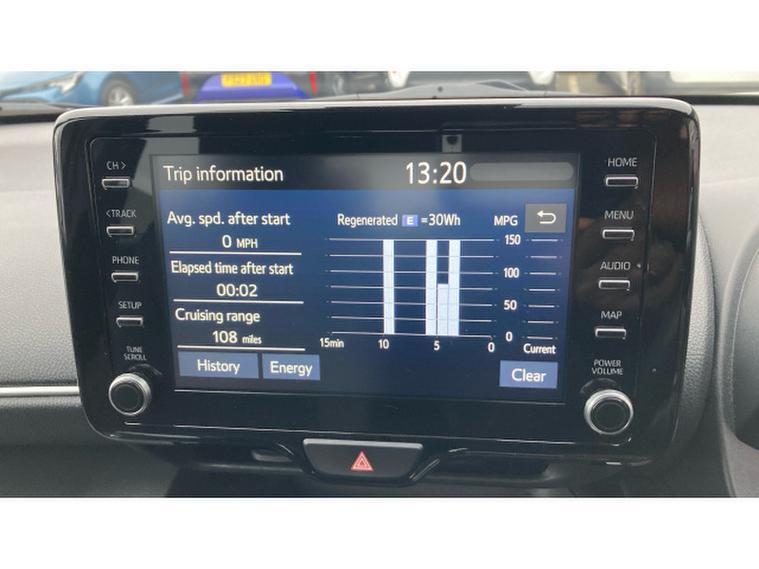 CH >
< TRACK
PHONE
SETUP
TUNE
SCROLL
Trip information 13:20
Avg. spd. after start
0 MPH
Elapsed time after start
00:02
Cruising range
108 miles
History Energy
Regenerated E =30Wh MPG
150
100
50
0
15min 10 5 0 Current
Clear
HOME
MENU
AUDIO
MAP
POWER
VOLUME